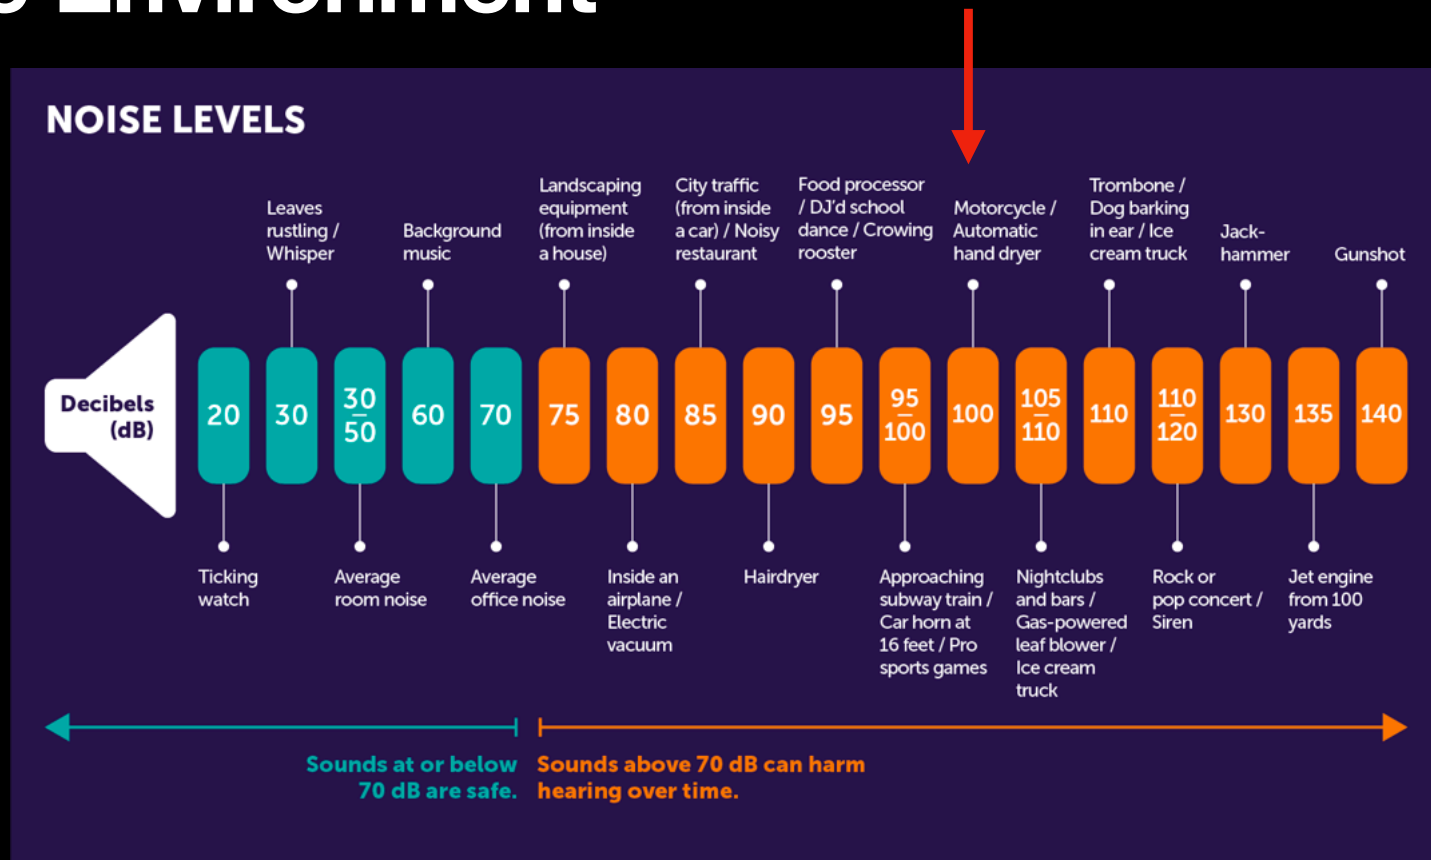 Environment
NOISE LEVELS
Leaves
rustling /
Whisper
Background
music
Landscaping
equipment
(from inside
a house)
City traffic
(from inside
a car) / Noisy
restaurant
Food processor
/ DJ'd school
dance / Crowing
rooster
Motorcycle /
Automatic
hand dryer
Trombone /
Dog barking
in ear / Ice
cream truck
Jack-
hammer
Gunshot
Decibels
(dB)
20
30
30
50
60
70
75
80
85
90
95
95
100
100
105
110
110
110
120
130
135
140
Ticking
watch
Average
room noise
Average
office noise
Inside an
airplane /
Electric
vacuum
Hairdryer
Approaching
subway train /
Car horn at
16 feet / Pro
sports games
Nightclubs
and bars /
Gas-powered
leaf blower /
Ice cream
truck
Rock or
pop concert /
Siren
Jet engine
from 100
yards
Sounds at or below
70 dB are safe.
Sounds above 70 dB can harm
hearing over time.